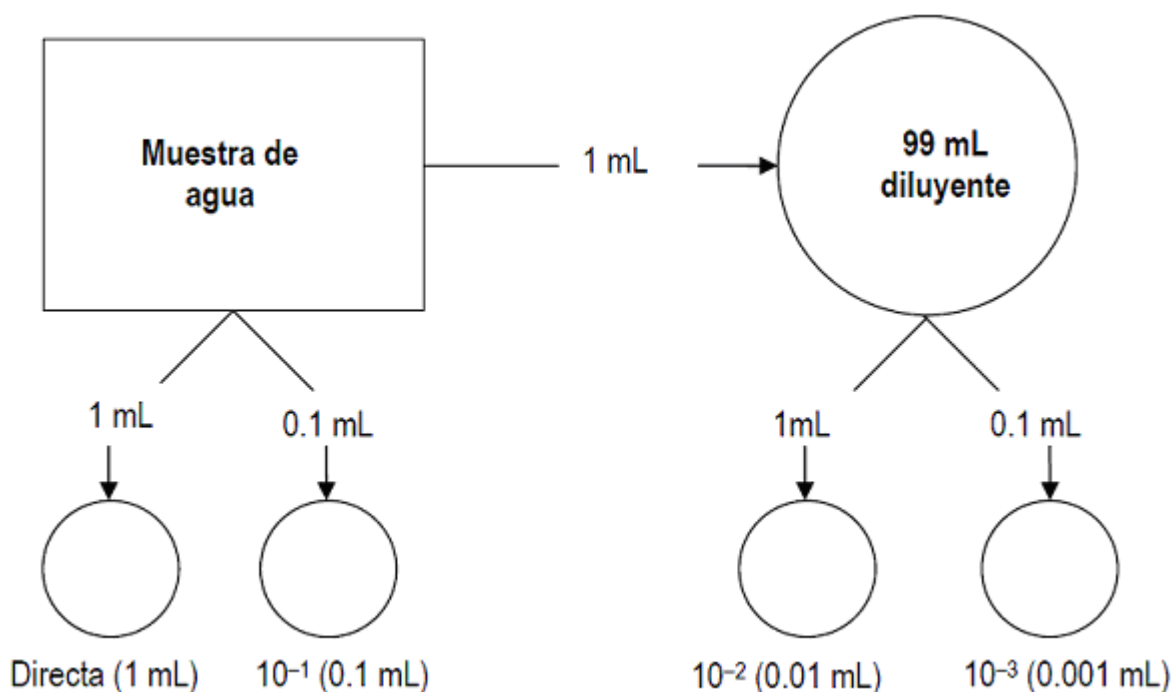 Muestra de
agua
1 mL
99 mL
diluyente
1 mL
0.1 mL
1mL
0.1 mL
Directa (1 mL)
10⁻¹ (0.1 mL)
10⁻² (0.01 mL)
10⁻³ (0.001 mL)